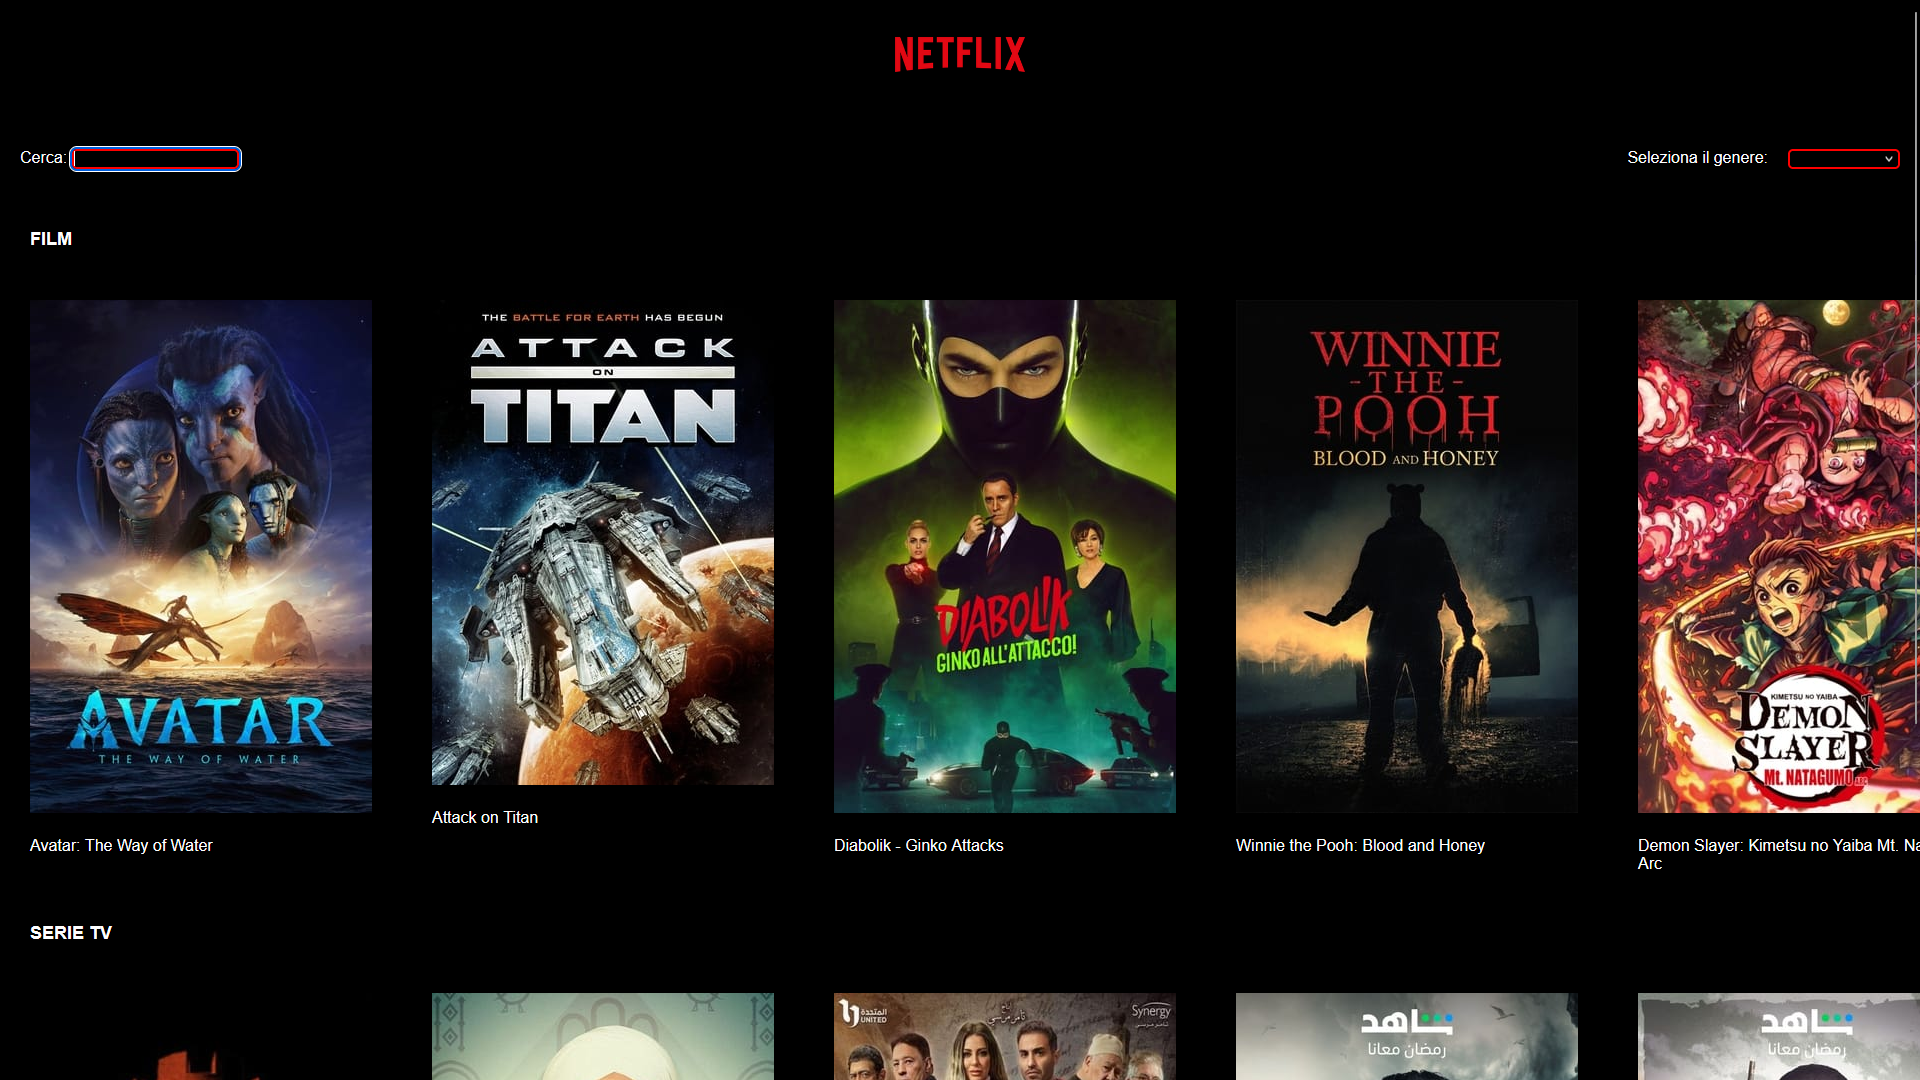 NETFLIX
Cerca:
Seleziona il genere:
FILM
THE BATTLE FOR EARTH HAS BEGUN
ATTACK
ON
TITAN
WINNIE
-THE-
POOH
BLOOD AND HONEY
DIABOLIK
GINKO ALL'ATTACCO!
AVATAR
THE WAY OF WATER
KIMETSU NO YAIBA
DEMON
SLAYER
Mt. NATAGUMO ARC
Avatar: The Way of Water
Attack on Titan
Diabolik - Ginko Attacks
Winnie the Pooh: Blood and Honey
Demon Slayer: Kimetsu no Yaiba Mt. Na
Arc
SERIE TV
المتحدة
UNITED
Synergy
شاهد
رمضان معانا
شاهد
رمضان معانا